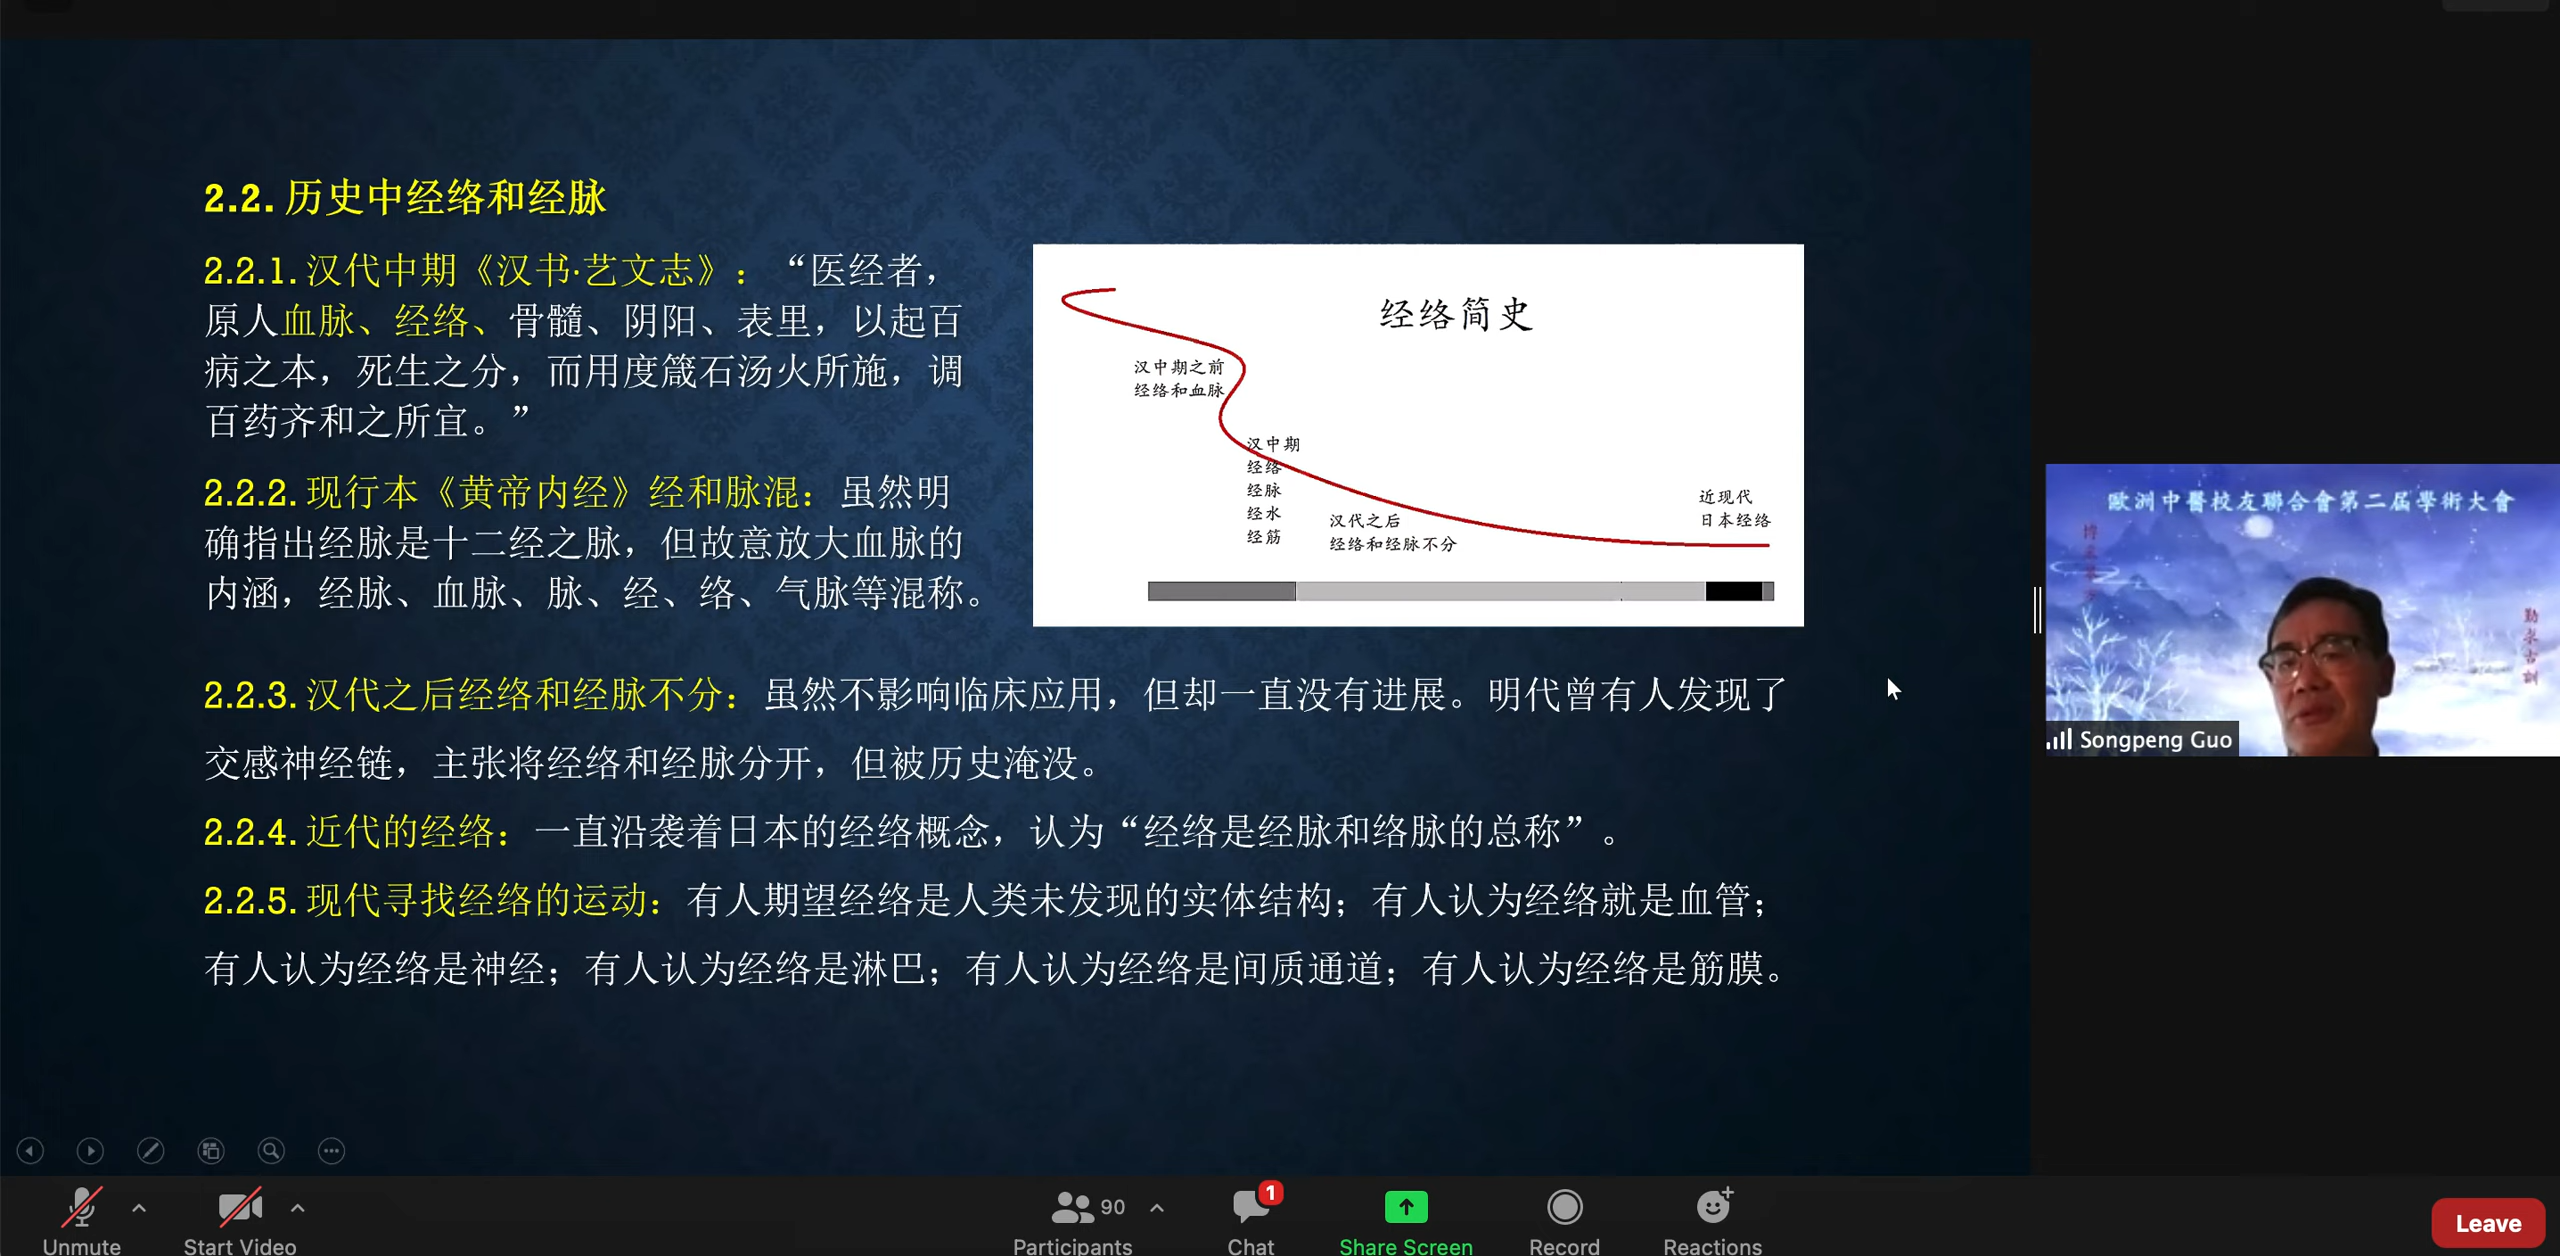 2.2. 历史中经络和经脉
2.2.1. 汉代中期《汉书·艺文志》：“医经者，
原人血脉、经络、骨髓、阴阳、表里，以起百
病之本，死生之分，而用度箴石汤火所施，调
百药齐和之所宜。”
2.2.2. 现行本《黄帝内经》经和脉混：虽然明
确指出经脉是十二经之脉，但故意放大血脉的
内涵，经脉、血脉、脉、经、络、气脉等混称。
经络简史
汉中期之前
经络和血脉
汉中期
经络
经脉
经水
经筋
汉代之后
经络和经脉不分
近现代
日本经络
2.2.3. 汉代之后经络和经脉不分：虽然不影响临床应用，但却一直没有进展。明代曾有人发现了
交感神经链，主张将经络和经脉分开，但被历史淹没。
2.2.4. 近代的经络：一直沿袭着日本的经络概念，认为“经络是经脉和络脉的总称”。
2.2.5. 现代寻找经络的运动：有人期望经络是人类未发现的实体结构；有人认为经络就是血管；
有人认为经络是神经；有人认为经络是淋巴；有人认为经络是间质通道；有人认为经络是筋膜。
歐洲中醫校友聯合會第二屆學術大會
勤求古訓
Songpeng Guo
Unmute
Start Video
90
Participants
1
Chat
Share Screen
Record
Reactions
Leave